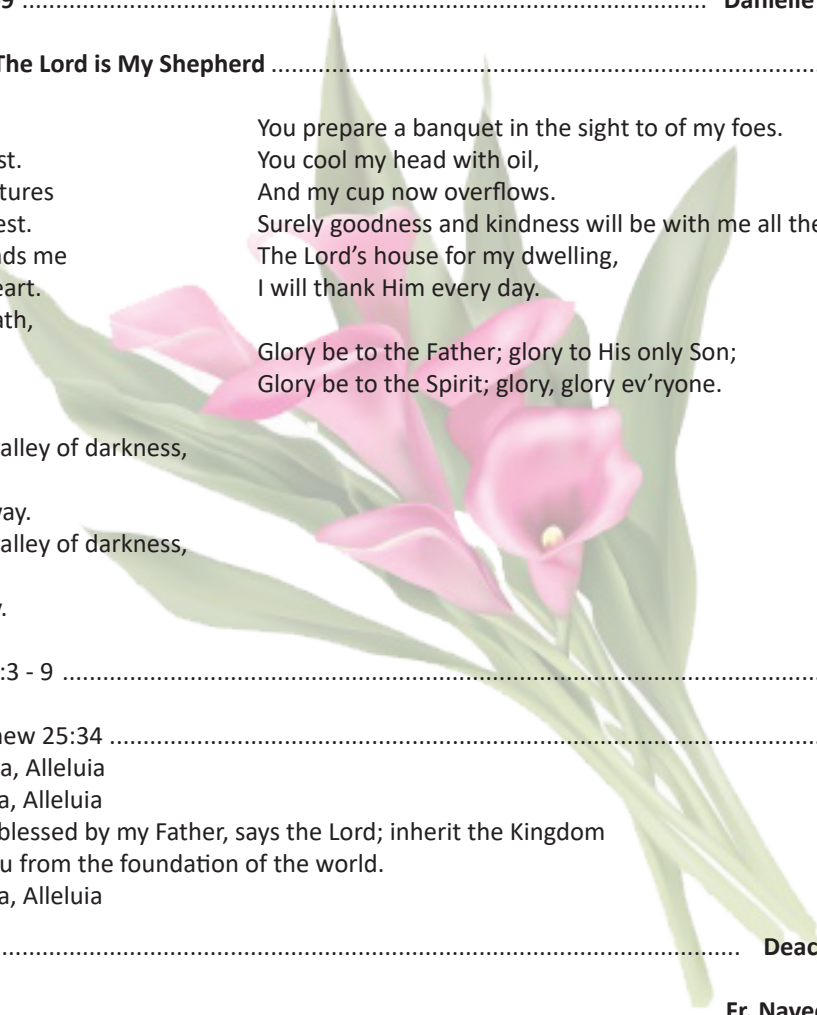 9 ........ Danielle
The Lord is My Shepherd ........
st.
tures
est.
ds me
eart.
ath,
alley of darkness,
ay.
alley of darkness,
y.
You prepare a banquet in the sight to of my foes.
You cool my head with oil,
And my cup now overflows.
Surely goodness and kindness will be with me all the
The Lord’s house for my dwelling,
I will thank Him every day.
Glory be to the Father; glory to His only Son;
Glory be to the Spirit; glory, glory ev’ryone.
:3 - 9 ........
ew 25:34 ........
a, Alleluia
a, Alleluia
blessed by my Father, says the Lord; inherit the Kingdom
u from the foundation of the world.
a, Alleluia
........ Deac
Fr. Nave